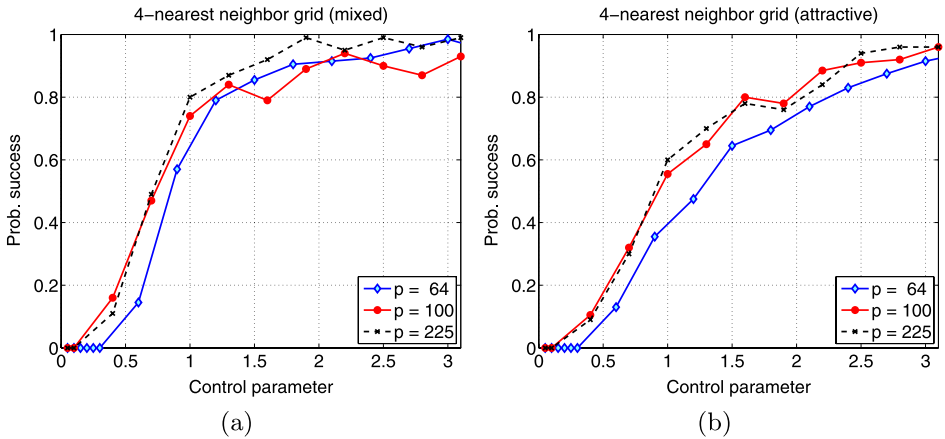 4−nearest neighbor grid (mixed)
1
0.8
0.6
0.4
0.2
0
Prob. success
0 0.5 1 1.5 2 2.5 3
Control parameter
p = 64
p = 100
p = 225
(a)
4−nearest neighbor grid (attractive)
1
0.8
0.6
0.4
0.2
0
Prob. success
0 0.5 1 1.5 2 2.5 3
Control parameter
p = 64
p = 100
p = 225
(b)